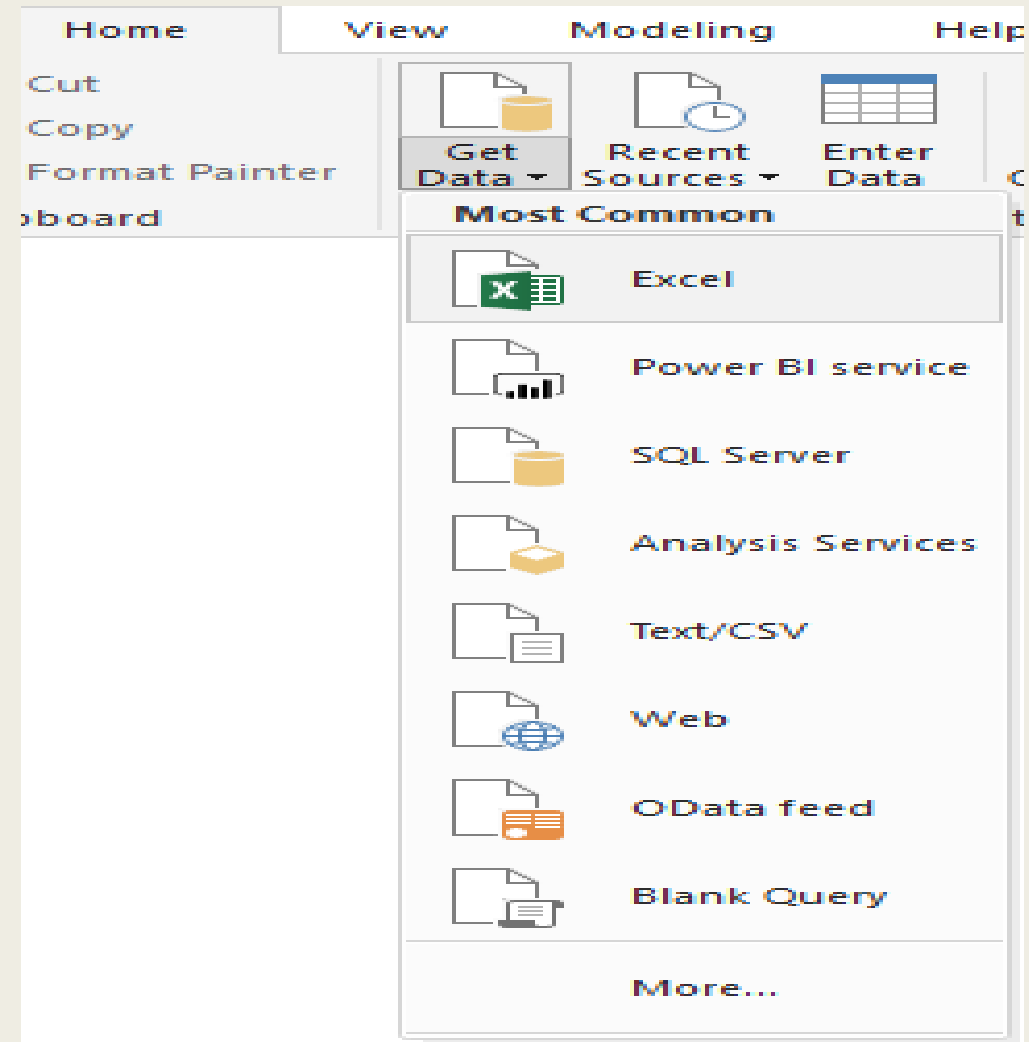 Home View Modeling Help
Cut
Copy
Format Painter
Get Data
Recent Sources
Enter Data
Most Common
Excel
Power BI service
SQL Server
Analysis Services
Text/CSV
Web
OData feed
Blank Query
More...